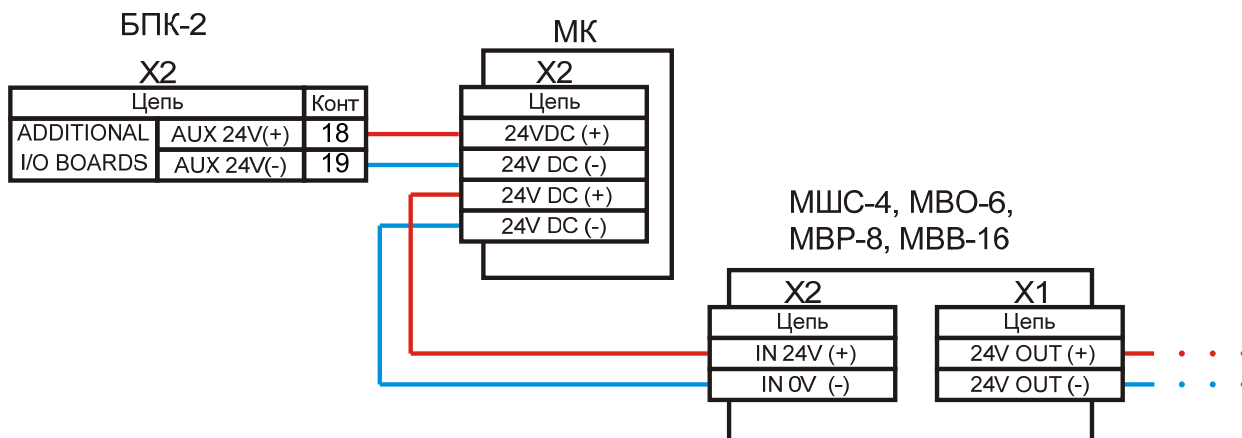 БПК-2
X2
Цепь Конт
ADDITIONAL AUX 24V(+) 18
I/O BOARDS AUX 24V(-) 19
МК
X2
Цепь
24VDC (+)
24V DC (-)
24V DC (+)
24V DC (-)
МШС-4, МВО-6,
МВР-8, МВВ-16
X2
Цепь
IN 24V (+)
IN 0V (-)
X1
Цепь
24V OUT (+)
24V OUT (-)